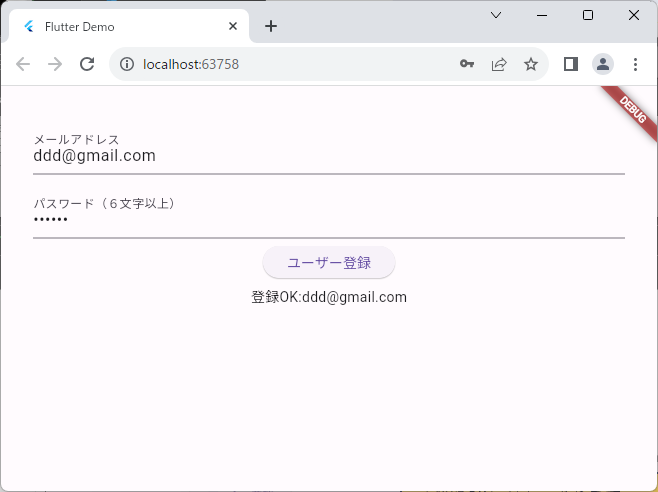 Flutter Demo
localhost:63758
DEBUG
メールアドレス
ddd@gmail.com
パスワード（６文字以上）
••••••
ユーザー登録
登録OK:ddd@gmail.com